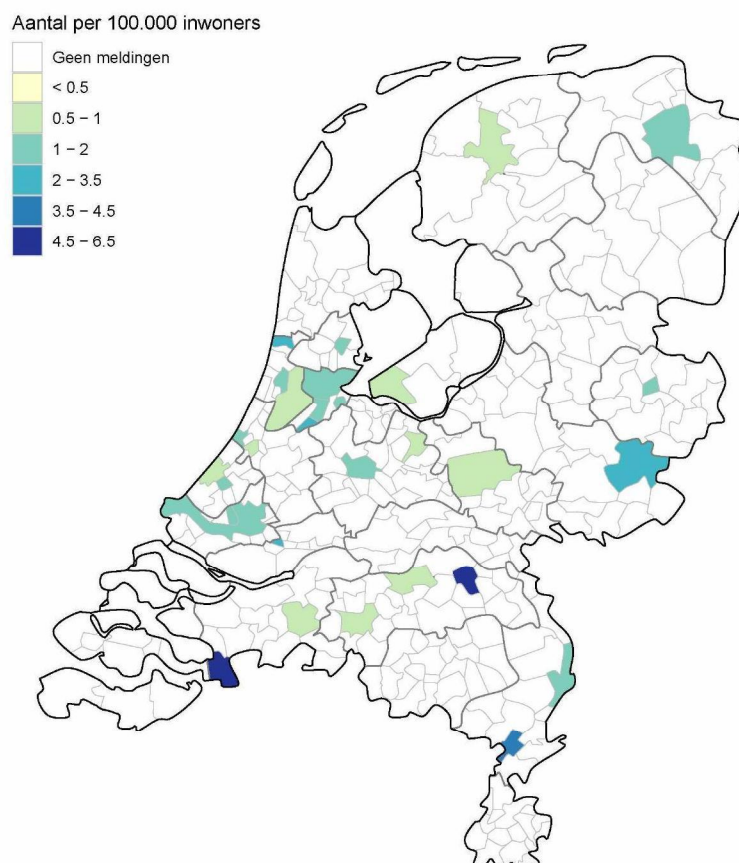 Aantal per 100.000 inwoners
Geen meldingen
< 0.5
0.5 – 1
1 – 2
2 – 3.5
3.5 – 4.5
4.5 – 6.5